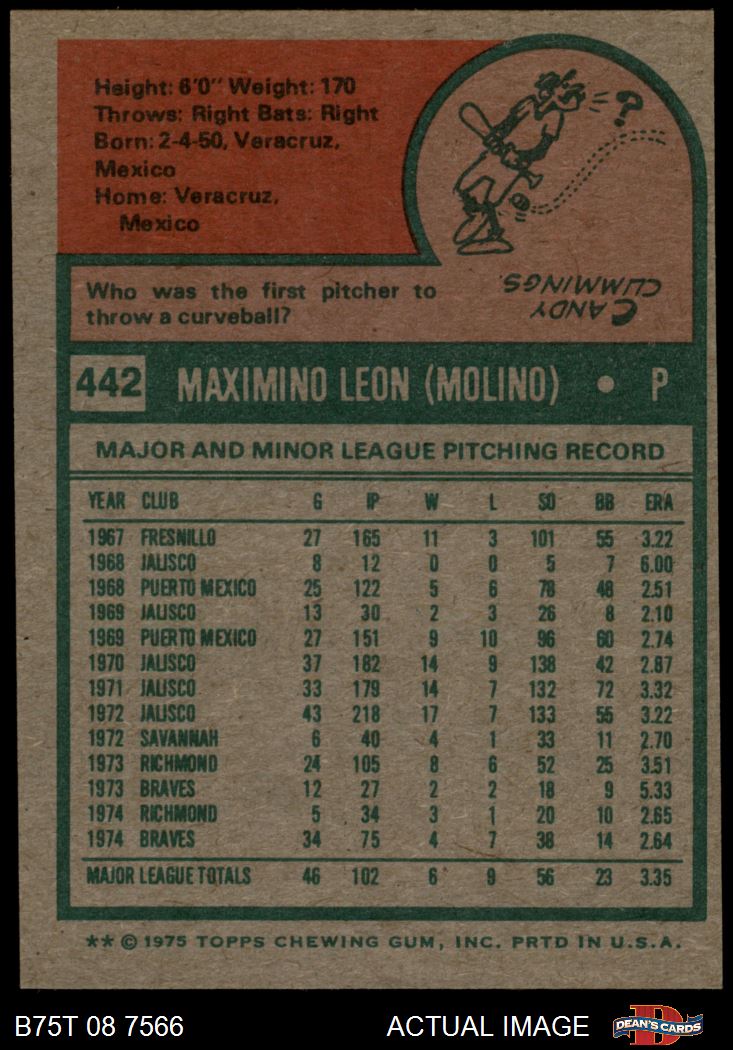 Height: 6'0" Weight: 170
Throws: Right Bats: Right
Born: 2-4-50, Veracruz,
Mexico
Home: Veracruz,
Mexico
?
Who was the first pitcher to
throw a curveball?
CANDY
CUMMINGS.
442 MAXIMINO LEON (MOLINO) • P
MAJOR AND MINOR LEAGUE PITCHING RECORD
YEAR CLUB G IP W L SO BB ERA
1967 FRESNILLO 27 165 11 3 101 55 3.22
1968 JALISCO 8 12 0 0 5 7 6.00
1968 PUERTO MEXICO 25 122 5 6 78 48 2.51
1969 JALISCO 13 30 2 3 26 8 2.10
1969 PUERTO MEXICO 27 151 9 10 96 60 2.74
1970 JALISCO 37 182 14 9 138 42 2.87
1971 JALISCO 33 179 14 7 132 72 3.32
1972 JALISCO 43 218 17 7 133 55 3.22
1972 SAVANNAH 6 40 4 1 33 11 2.70
1973 RICHMOND 24 105 8 6 52 25 3.51
1973 BRAVES 12 27 2 2 18 9 5.33
1974 RICHMOND 5 34 3 1 20 10 2.65
1974 BRAVES 34 75 4 7 38 14 2.64
MAJOR LEAGUE TOTALS 46 102 6 9 56 23 3.35
** © 1975 TOPPS CHEWING GUM, INC. PRTD IN U.S.A.
B75T 08 7566 ACTUAL IMAGE D DEAN'S CARDS